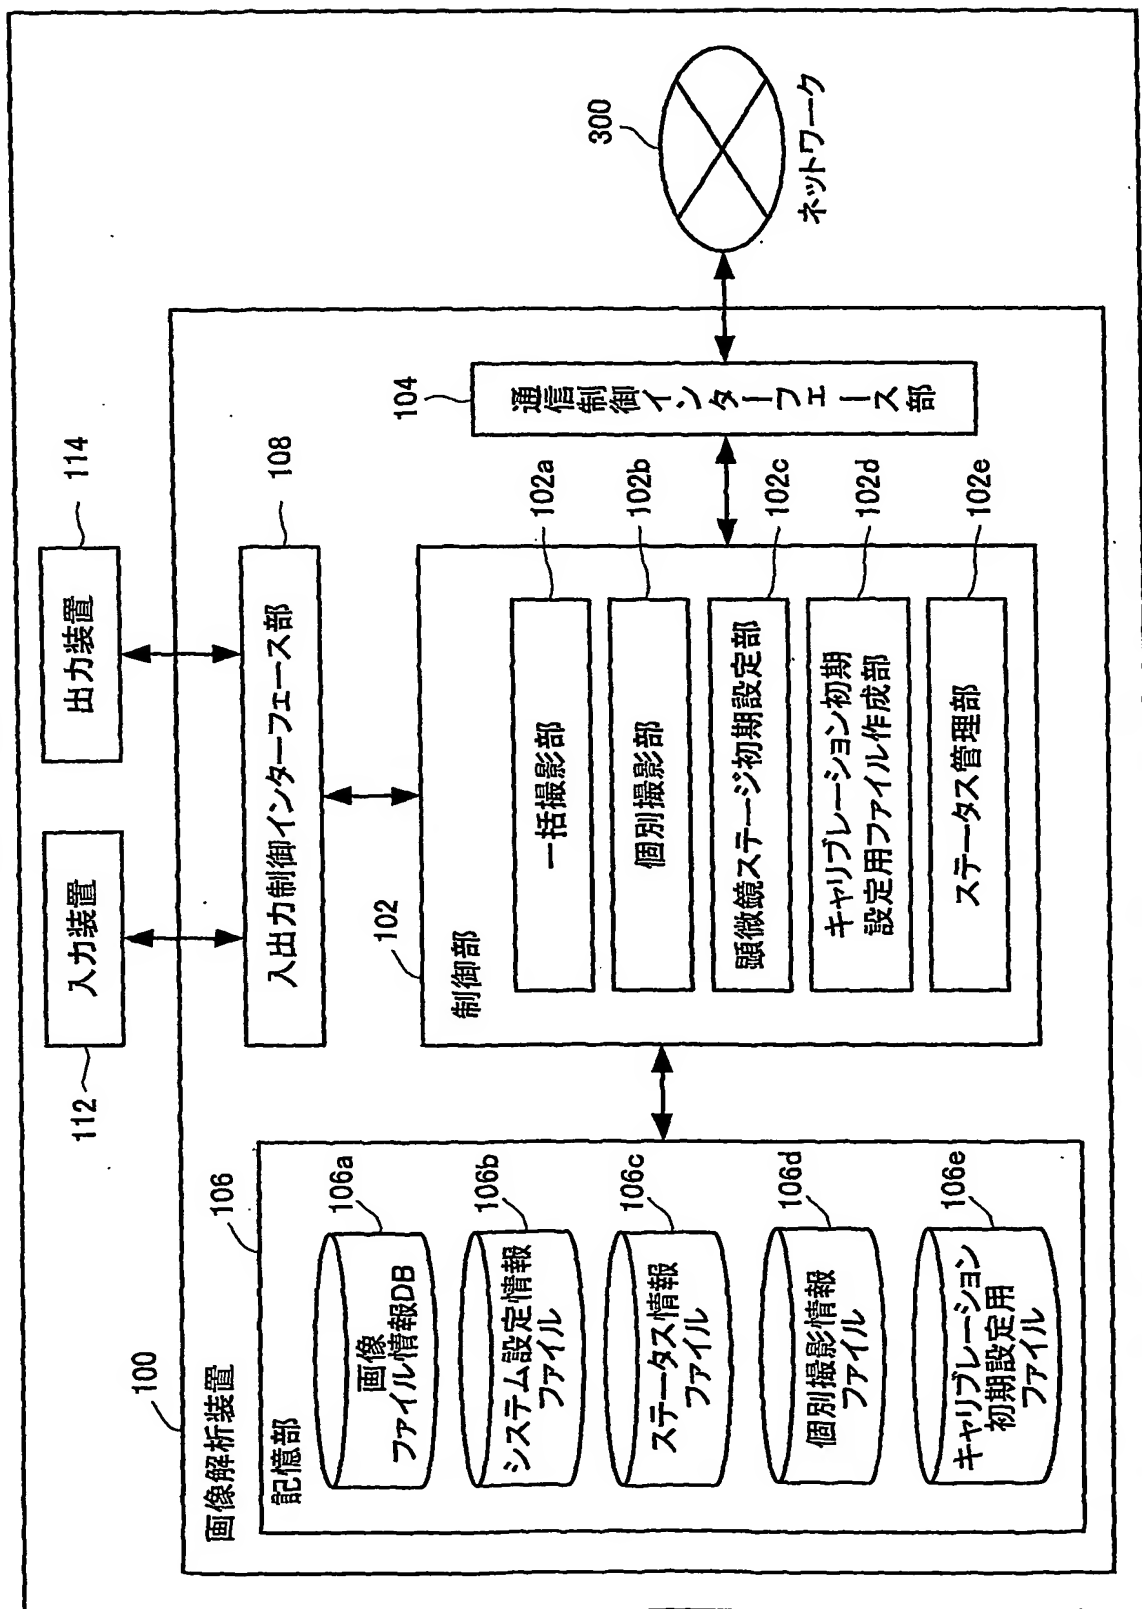 112
入力装置
114
出力装置
100
画像解析装置
108
入出力制御インターフェース部
106
記憶部
106a
画像
ファイル情報DB
106b
システム設定情報
ファイル
106c
ステータス情報
ファイル
106d
個別撮影情報
ファイル
106e
キャリブレーション
初期設定用
ファイル
102
制御部
102a
一括撮影部
102b
個別撮影部
102c
顕微鏡ステージ初期設定部
102d
キャリブレーション初期
設定用ファイル作成部
102e
ステータス管理部
104
通信制御インターフェース部
300
ネットワーク